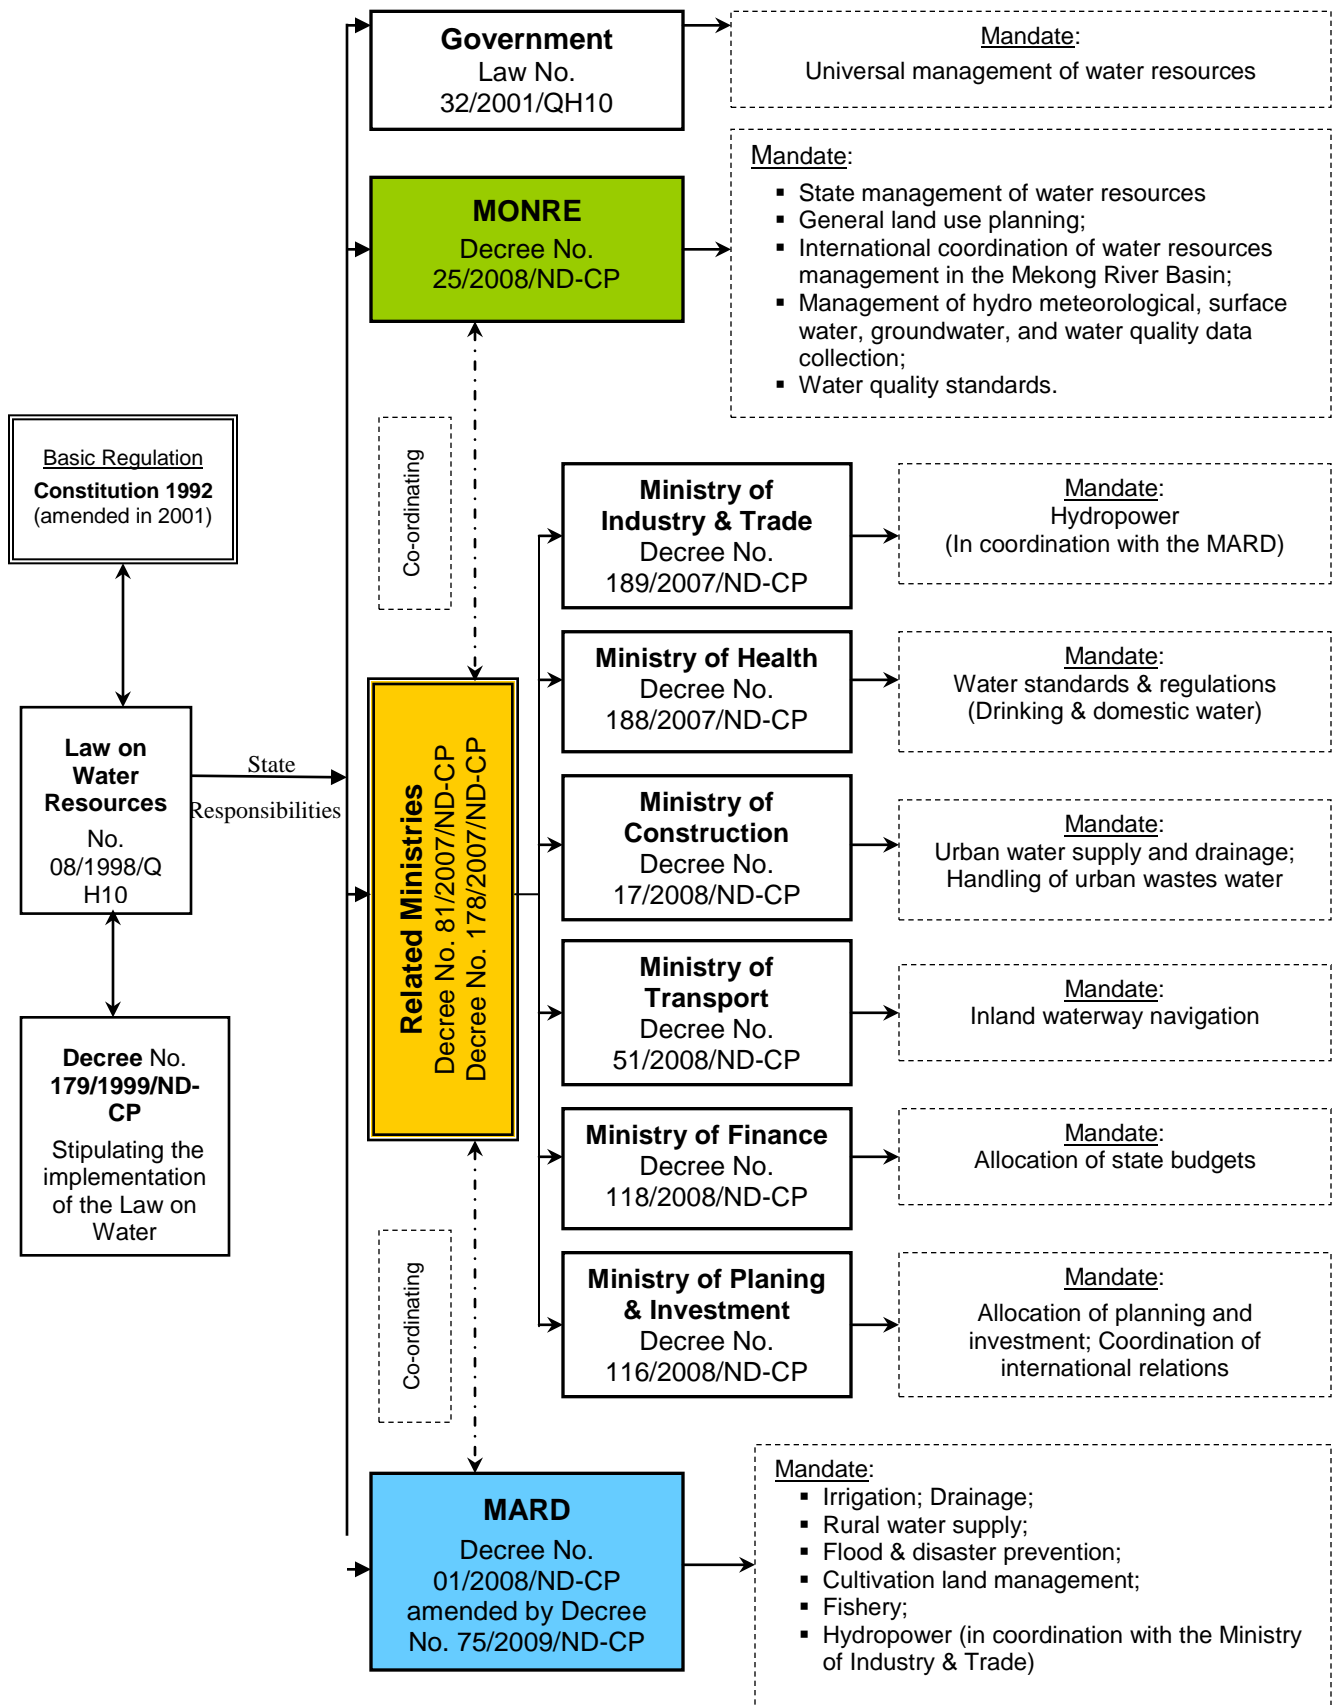 Government
Law No.
32/2001/QH10
Mandate:
Universal management of water resources
MONRE
Decree No.
25/2008/ND-CP
Mandate:
▪ State management of water resources
▪ General land use planning;
▪ International coordination of water resources
management in the Mekong River Basin;
▪ Management of hydro meteorological, surface
water, groundwater, and water quality data
collection;
▪ Water quality standards.
Basic Regulation
Constitution 1992
(amended in 2001)
Law on
Water
Resources
No.
08/1998/Q
H10
State
Responsibilities
Decree No.
179/1999/ND-
CP
Stipulating the
implementation
of the Law on
Water
Co-ordinating
Related Ministries
Decree No. 81/2007/ND-CP
Decree No. 178/2007/ND-CP
Co-ordinating
Ministry of
Industry & Trade
Decree No.
189/2007/ND-CP
Mandate:
Hydropower
(In coordination with the MARD)
Ministry of Health
Decree No.
188/2007/ND-CP
Mandate:
Water standards & regulations
(Drinking & domestic water)
Ministry of
Construction
Decree No.
17/2008/ND-CP
Mandate:
Urban water supply and drainage;
Handling of urban wastes water
Ministry of
Transport
Decree No.
51/2008/ND-CP
Mandate:
Inland waterway navigation
Ministry of Finance
Decree No.
118/2008/ND-CP
Mandate:
Allocation of state budgets
Ministry of Planing
& Investment
Decree No.
116/2008/ND-CP
Mandate:
Allocation of planning and
investment; Coordination of
international relations
MARD
Decree No.
01/2008/ND-CP
amended by Decree
No. 75/2009/ND-CP
Mandate:
▪ Irrigation; Drainage;
▪ Rural water supply;
▪ Flood & disaster prevention;
▪ Cultivation land management;
▪ Fishery;
▪ Hydropower (in coordination with the Ministry
of Industry & Trade)